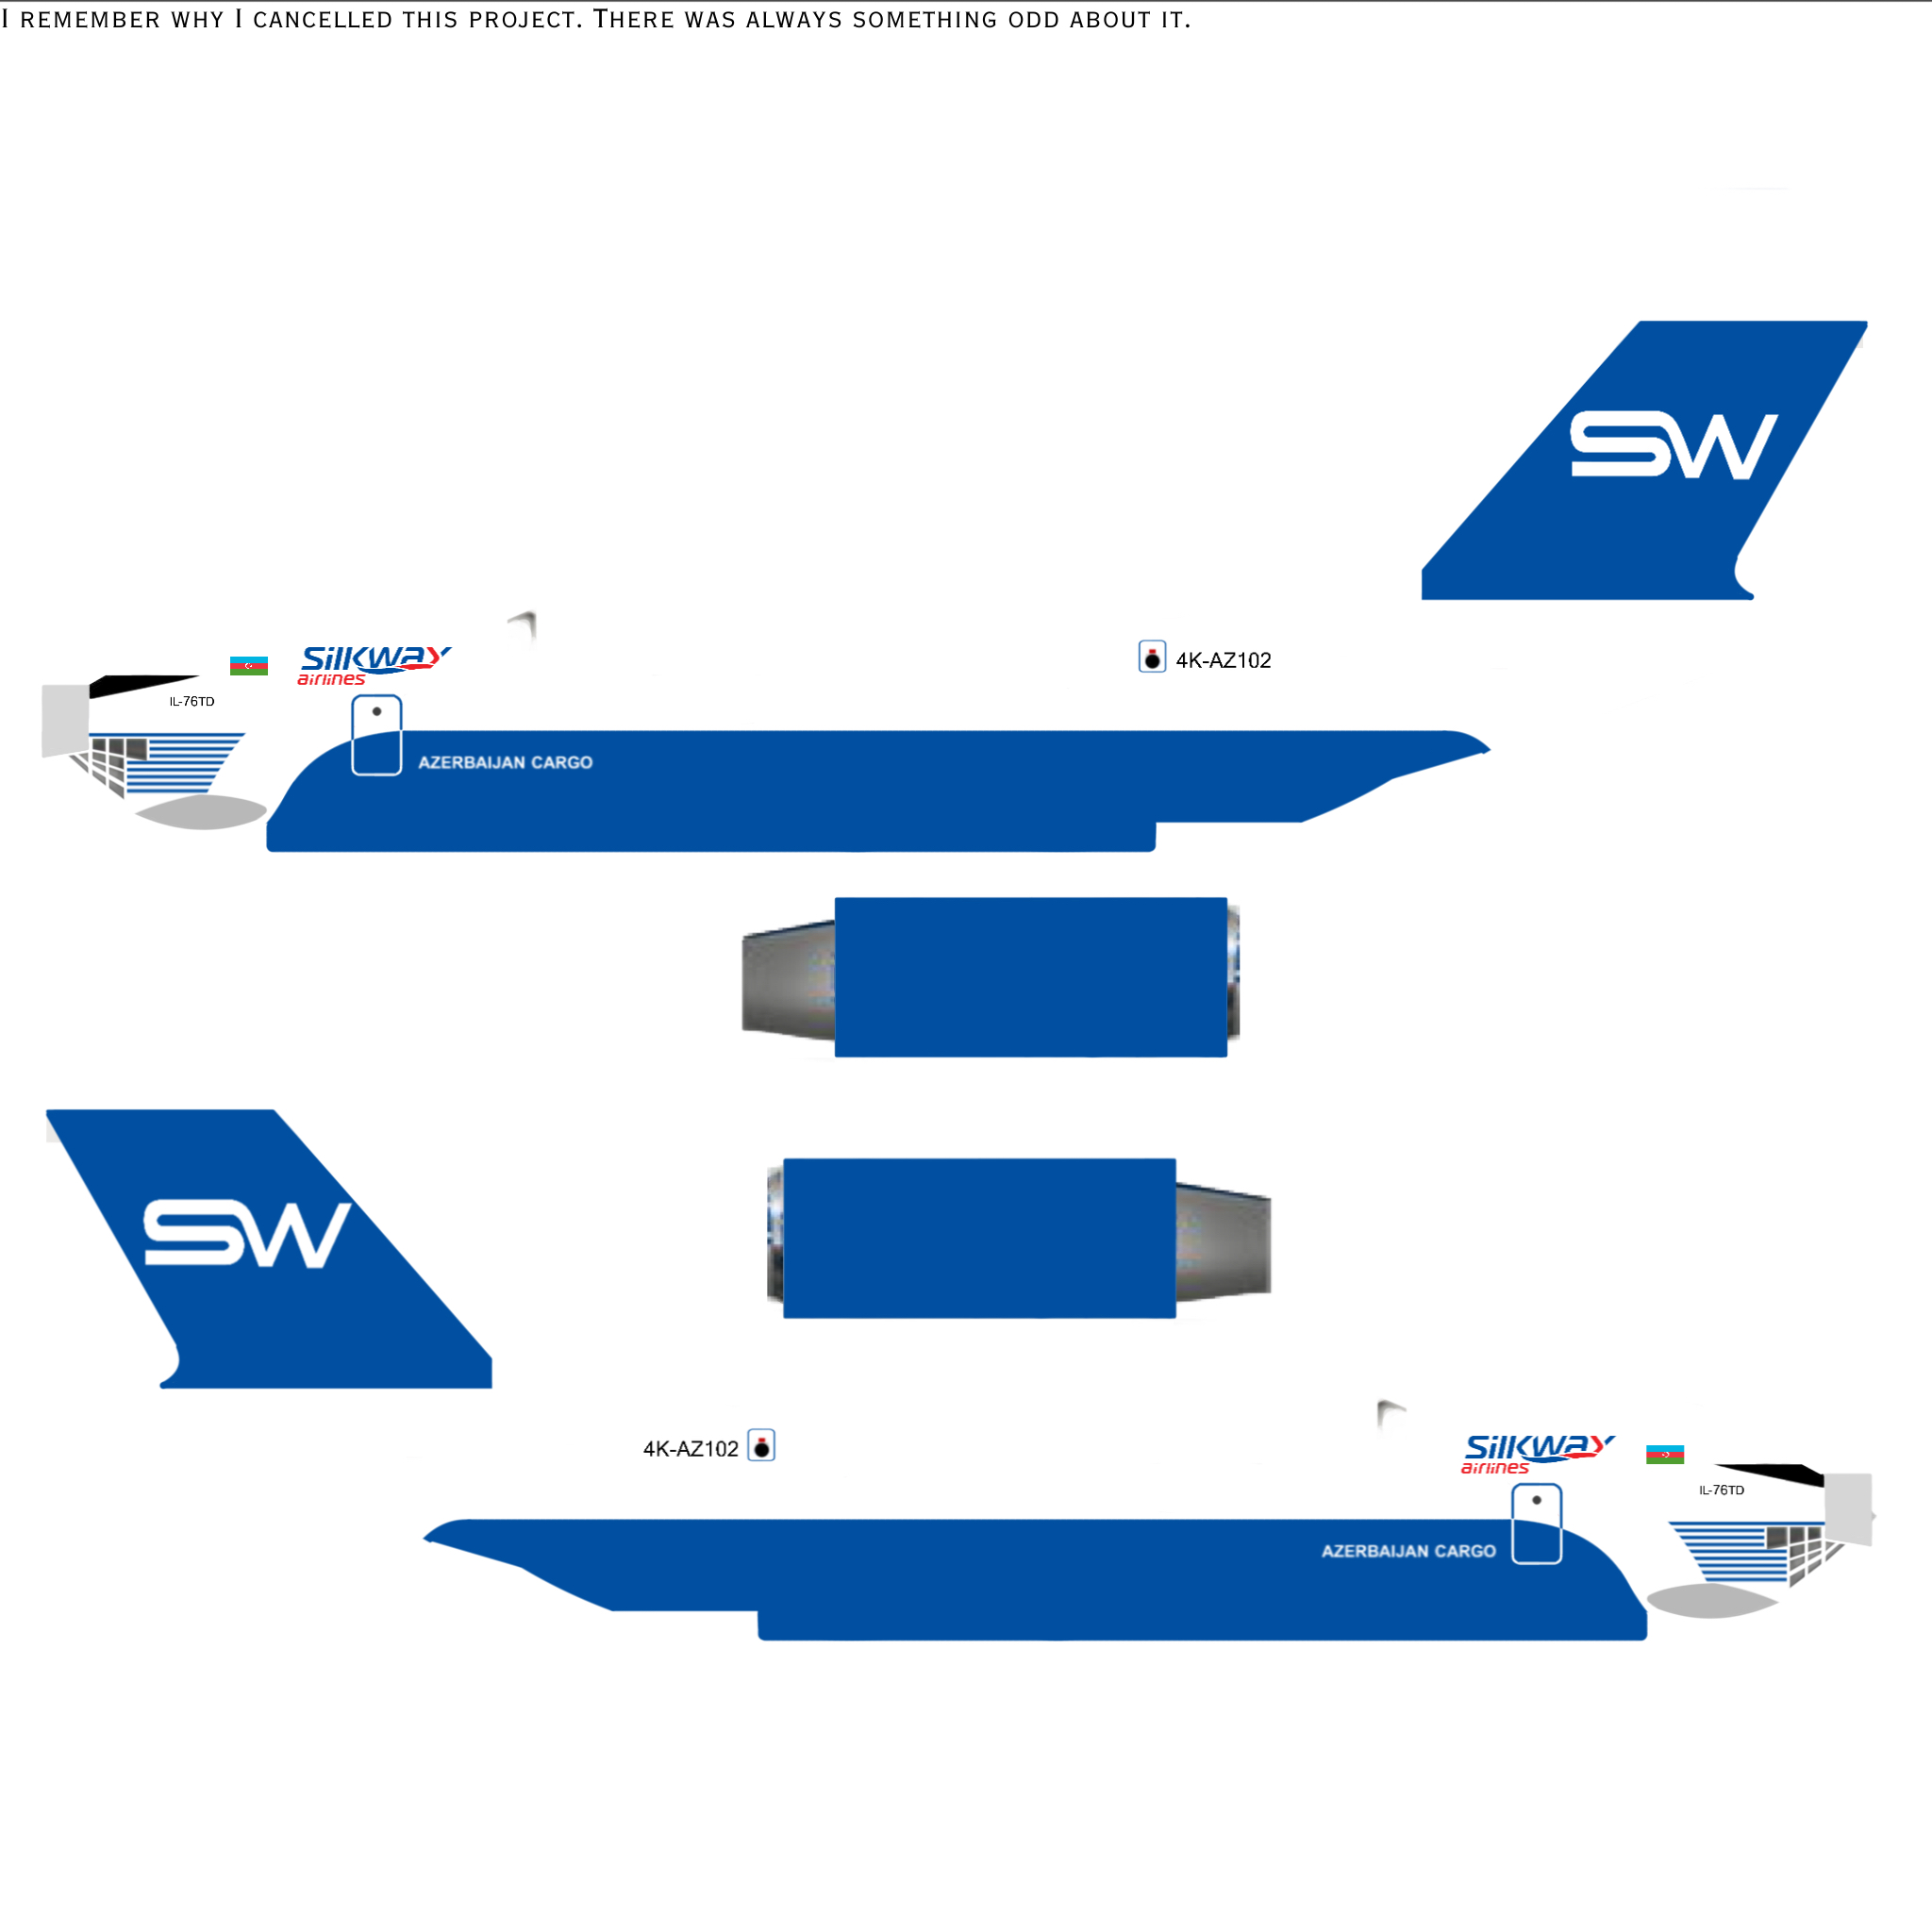 I remember why I cancelled this project. There was always something odd about it.
SW
Silkway
airlines
4K-AZ102
IL-76TD
AZERBAIJAN CARGO
SW
4K-AZ102
Silkway
airlines
IL-76TD
AZERBAIJAN CARGO